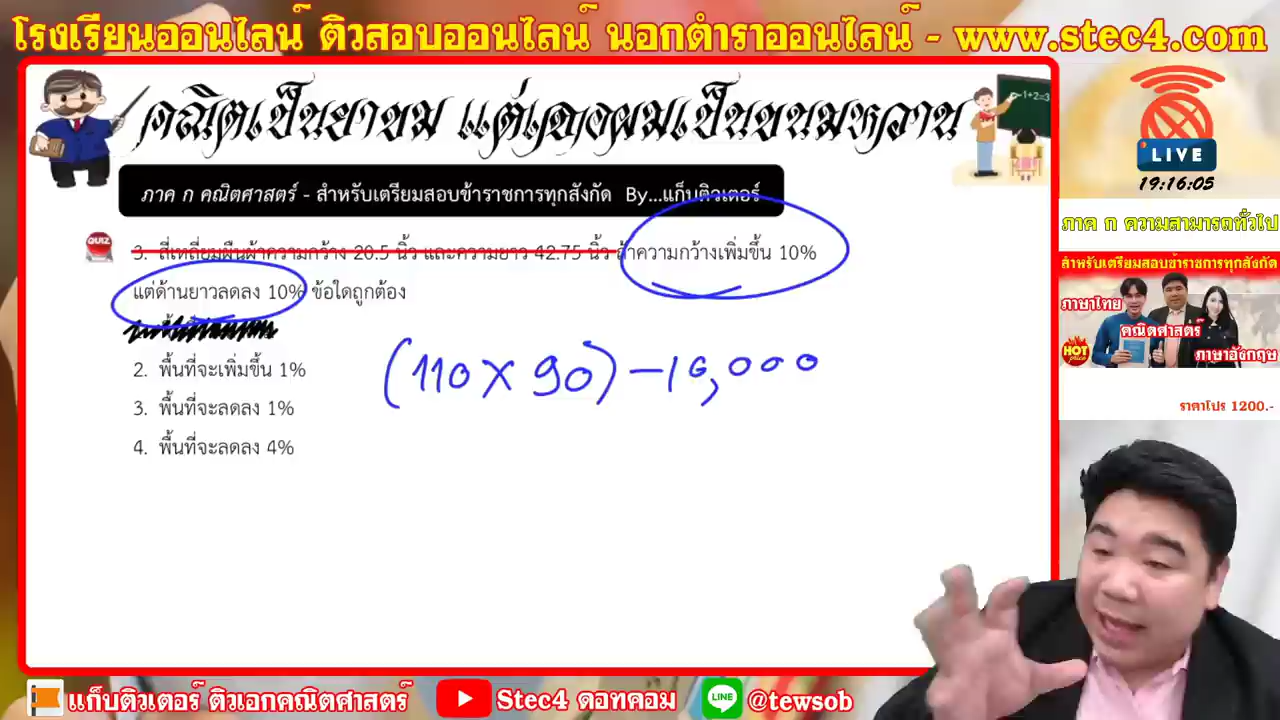 โรงเรียนออนไลน์ ติวสอบออนไลน์ นอกตำราออนไลน์ - www.stec4.com
คณิตเป็นยาขม แต่เธอผมเป็นขนมหวาน
-1+2=3
LIVE
19:16:05
ภาค ก คณิตศาสตร์ - สำหรับเตรียมสอบข้าราชการทุกสังกัด By...แก็บติวเตอร์
ภาค ก ความสามารถทั่วไป
สำหรับเตรียมสอบข้าราชการทุกสังกัด
ภาษาไทย
คณิตศาสตร์
ภาษาอังกฤษ
HOT price
ราคาโปร 1200.-
QUIZ
3. สี่เหลี่ยมผืนผ้าความกว้าง 20.5 นิ้ว และความยาว 42.75 นิ้ว ถ้าความกว้างเพิ่มขึ้น 10%
แต่ด้านยาวลดลง 10% ข้อใดถูกต้อง
2. พื้นที่จะเพิ่มขึ้น 1%
3. พื้นที่จะลดลง 1%
4. พื้นที่จะลดลง 4%
(110 × 90) - 10,000
แก็บติวเตอร์ ติวเอกคณิตศาสตร์
Stec4 ดอทคอม
LINE
@tewsob